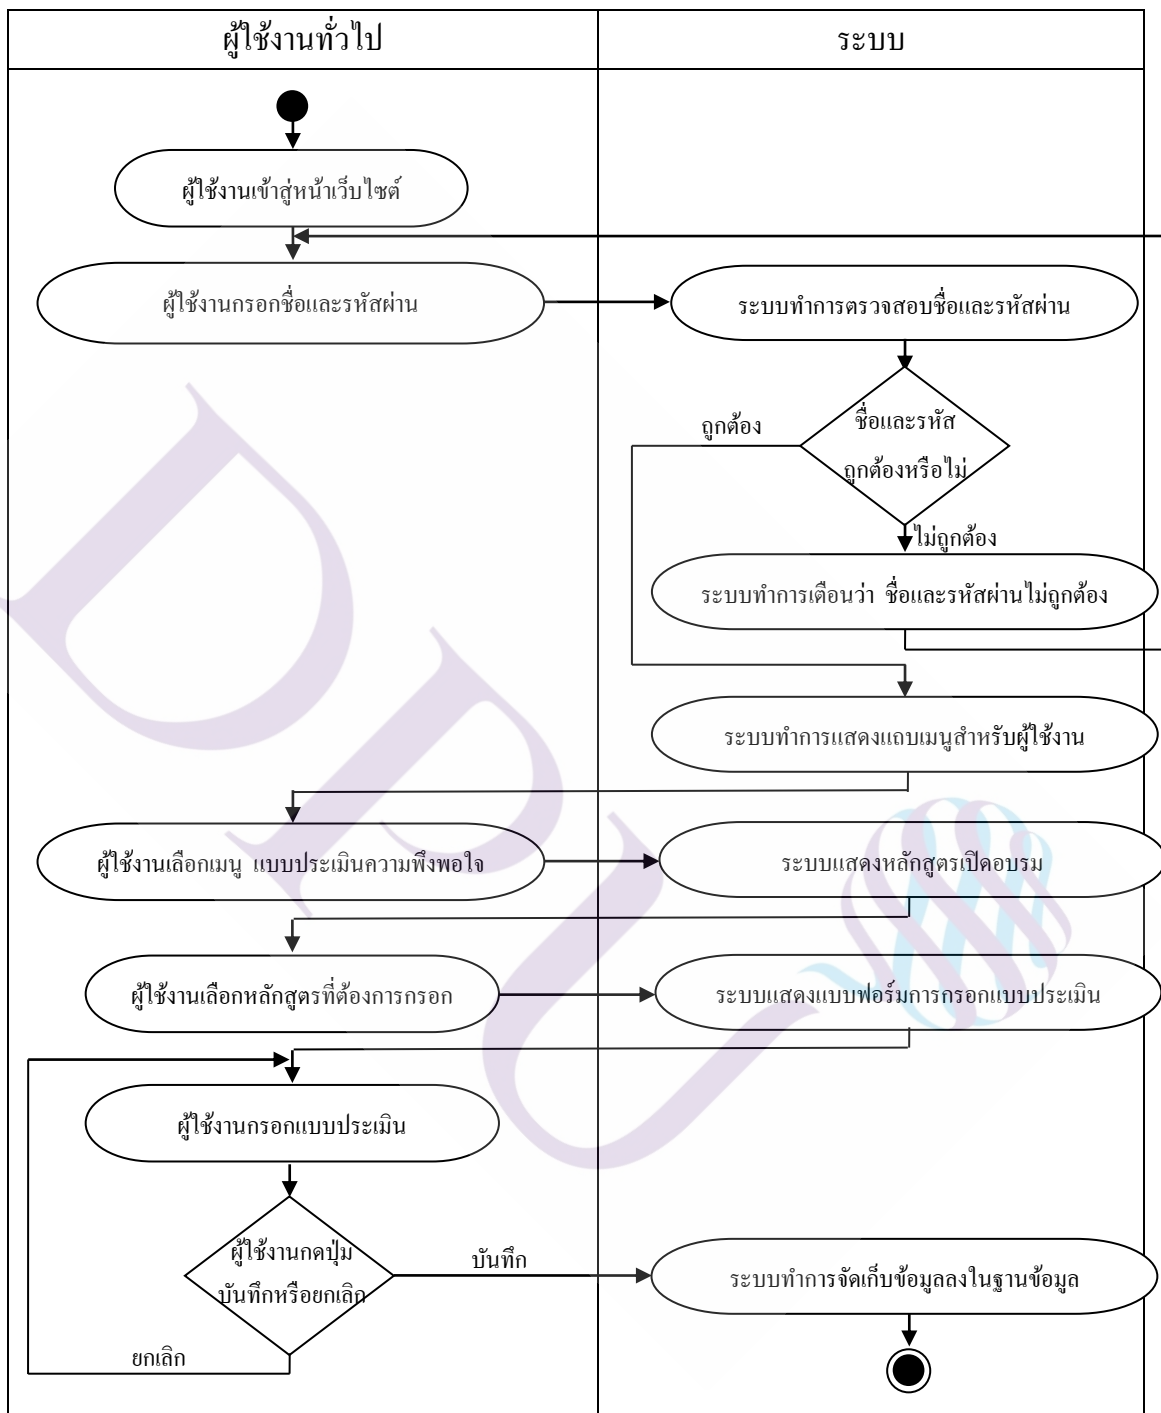 ผู้ใช้งานทั่วไป
ระบบ
ผู้ใช้งานเข้าสู่หน้าเว็บไซต์
ผู้ใช้งานกรอกชื่อและรหัสผ่าน
ระบบทำการตรวจสอบชื่อและรหัสผ่าน
ถูกต้อง
ชื่อและรหัส
ถูกต้องหรือไม่
ไม่ถูกต้อง
ระบบทำการเตือนว่า ชื่อและรหัสผ่านไม่ถูกต้อง
ระบบทำการแสดงแถบเมนูสำหรับผู้ใช้งาน
ผู้ใช้งานเลือกเมนู แบบประเมินความพึงพอใจ
ระบบแสดงหลักสูตรเปิดอบรม
ผู้ใช้งานเลือกหลักสูตรที่ต้องการกรอก
ระบบแสดงแบบฟอร์มการกรอกแบบประเมิน
ผู้ใช้งานกรอกแบบประเมิน
ผู้ใช้งานกดปุ่ม
บันทึกหรือยกเลิก
บันทึก
ระบบทำการจัดเก็บข้อมูลลงในฐานข้อมูล
ยกเลิก
DPU